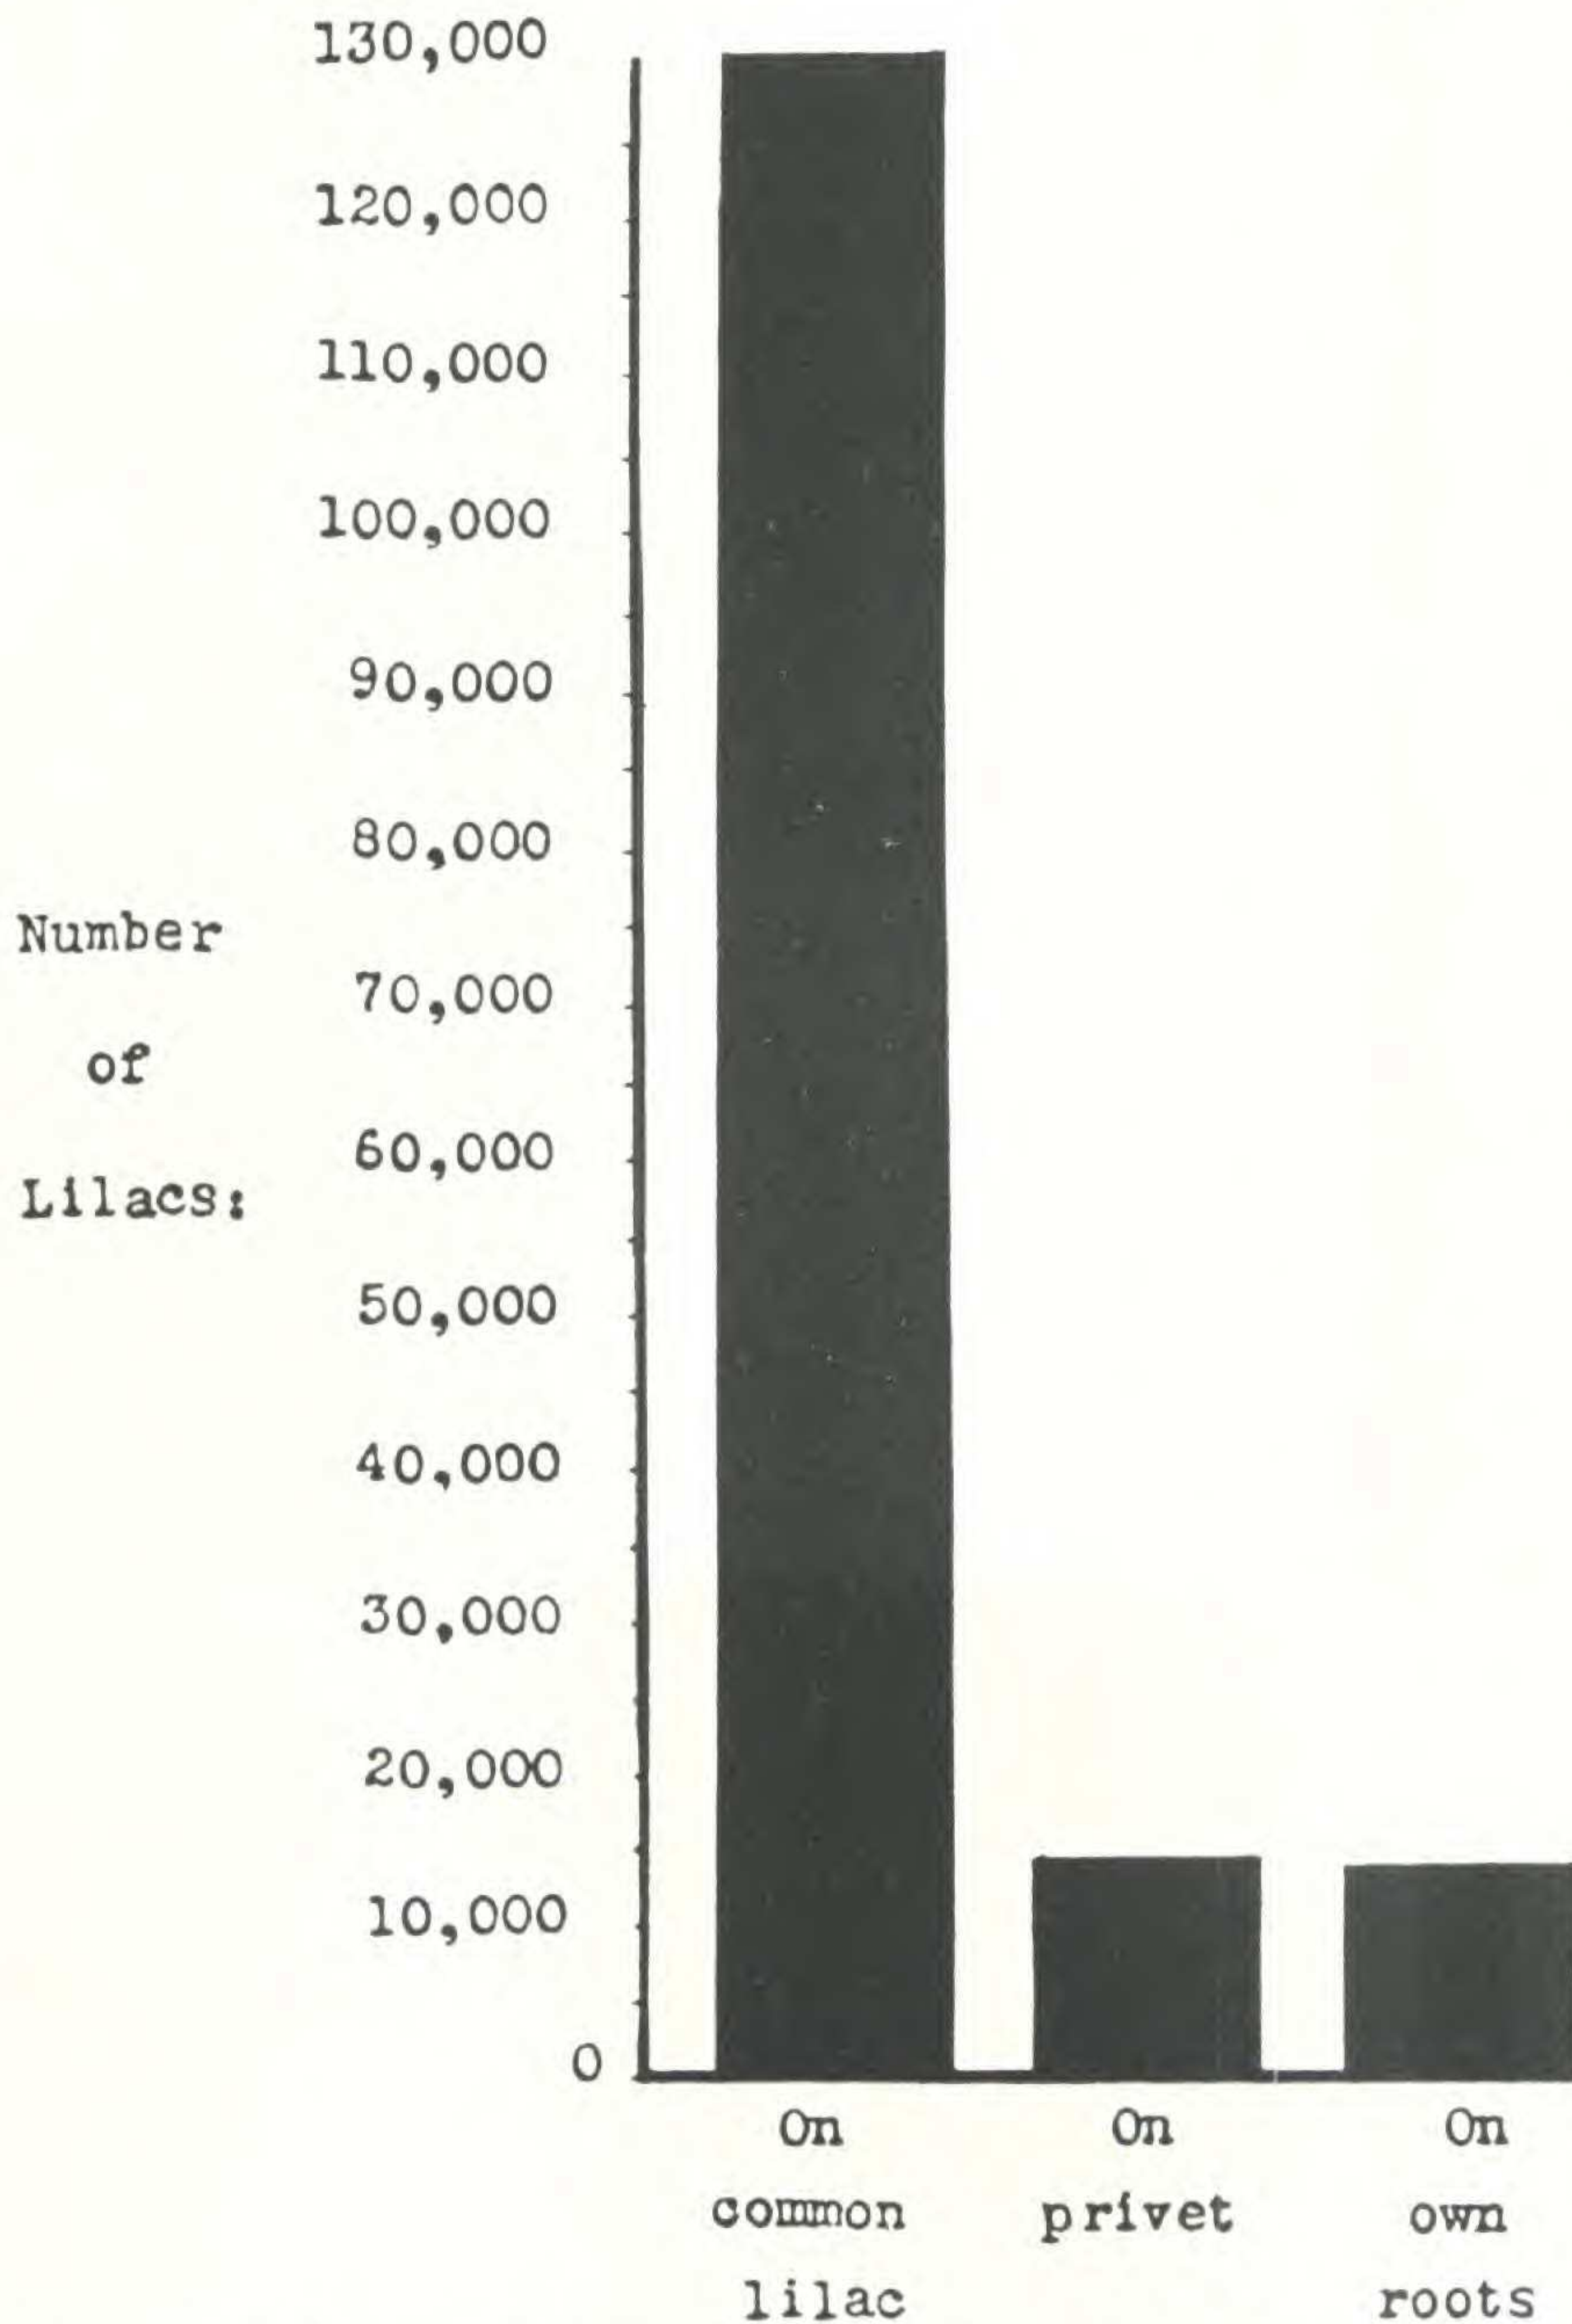 130,000
120,000
110,000
100,000
90,000
80,000
Number
70,000
of
60,000
Lilacs:
50,000
40,000
30,000
20,000
10,000
0
On On On
common privet own
lilac roots